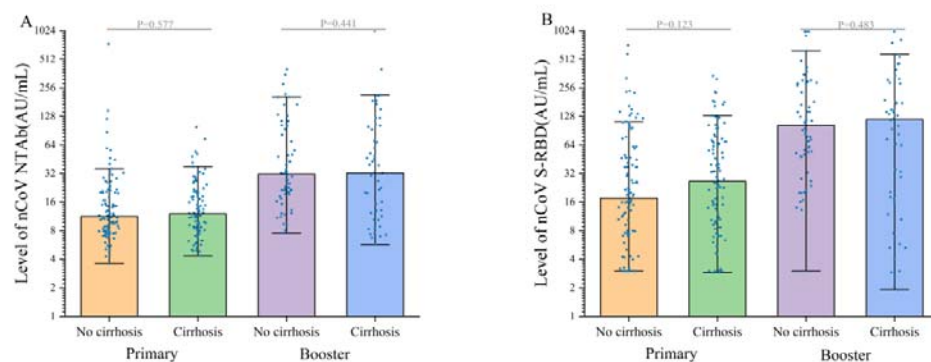 A
P=0.577
P=0.441
1024
512
256
128
64
32
16
8
4
2
1
Level of nCoV NTAb(AU/mL)
No cirrhosis
Cirrhosis
No cirrhosis
Cirrhosis
Primary
Booster
B
P=0.123
P=0.483
1024
512
256
128
64
32
16
8
4
2
1
Level of nCoV S-RBD(AU/mL)
No cirrhosis
Cirrhosis
No cirrhosis
Cirrhosis
Primary
Booster